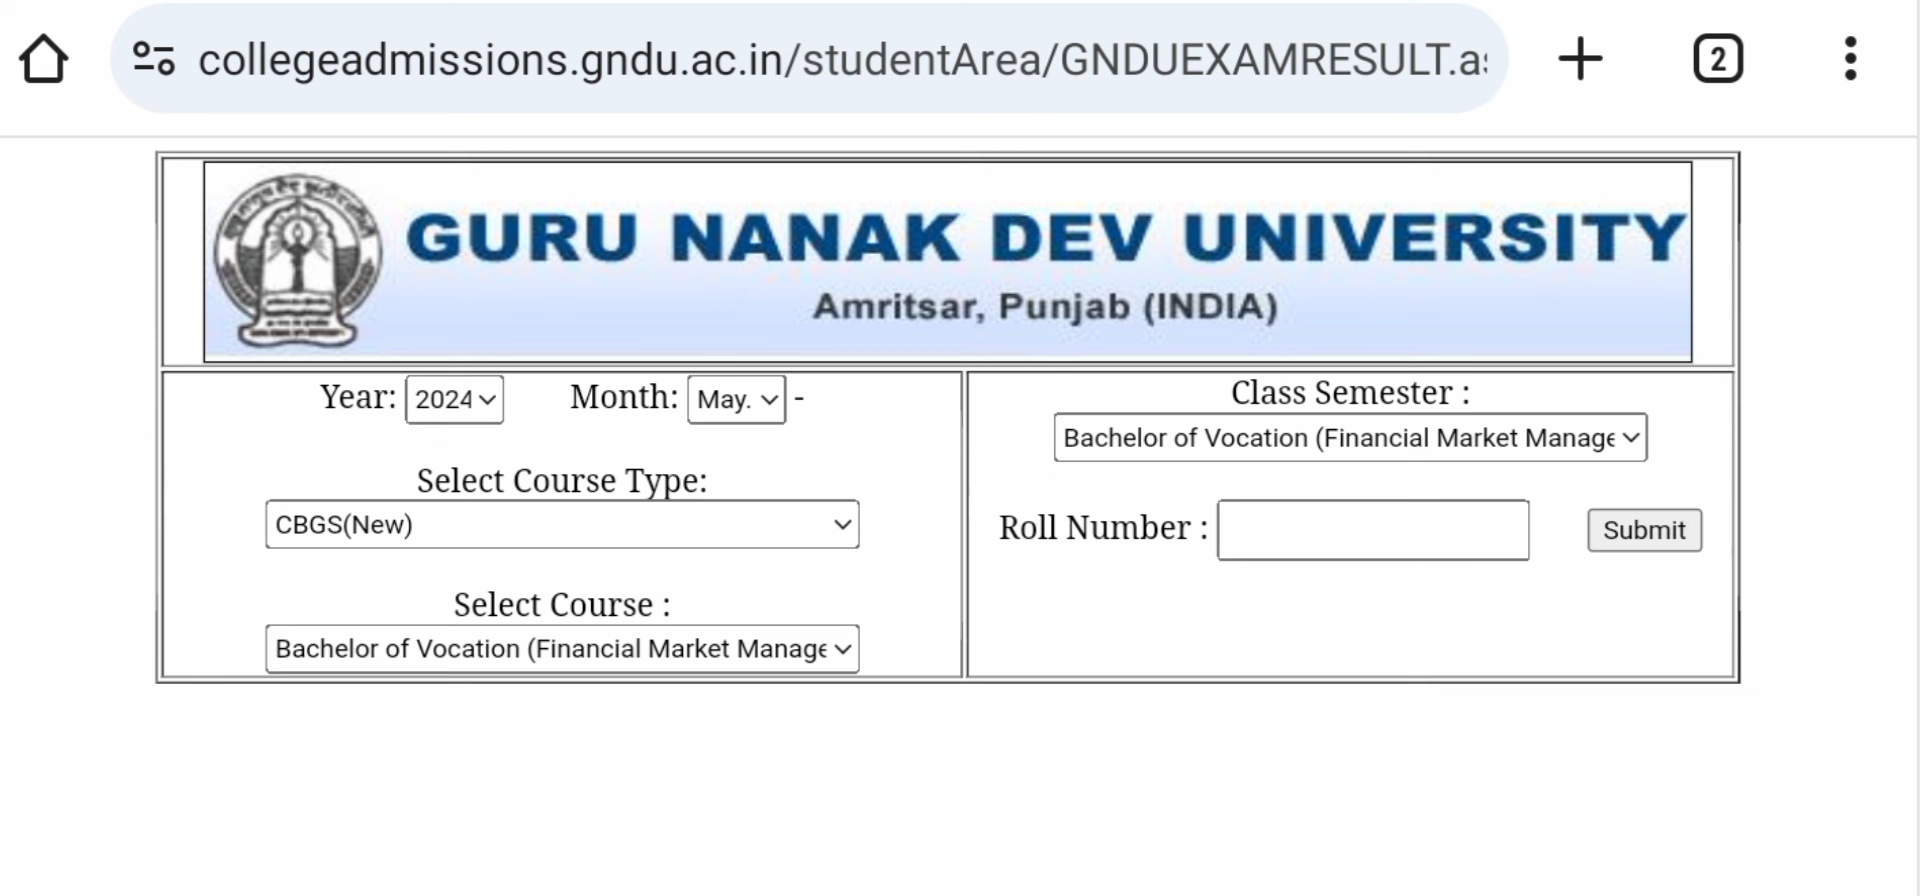 collegeadmissions.gndu.ac.in/studentArea/GNDUEXAMRESULT.as
2
GURU NANAK DEV UNIVERSITY
Amritsar, Punjab (INDIA)
Year: 2024 Month: May. -
Select Course Type:
CBGS(New)
Select Course :
Bachelor of Vocation (Financial Market Manage
Class Semester :
Bachelor of Vocation (Financial Market Manage
Roll Number : Submit